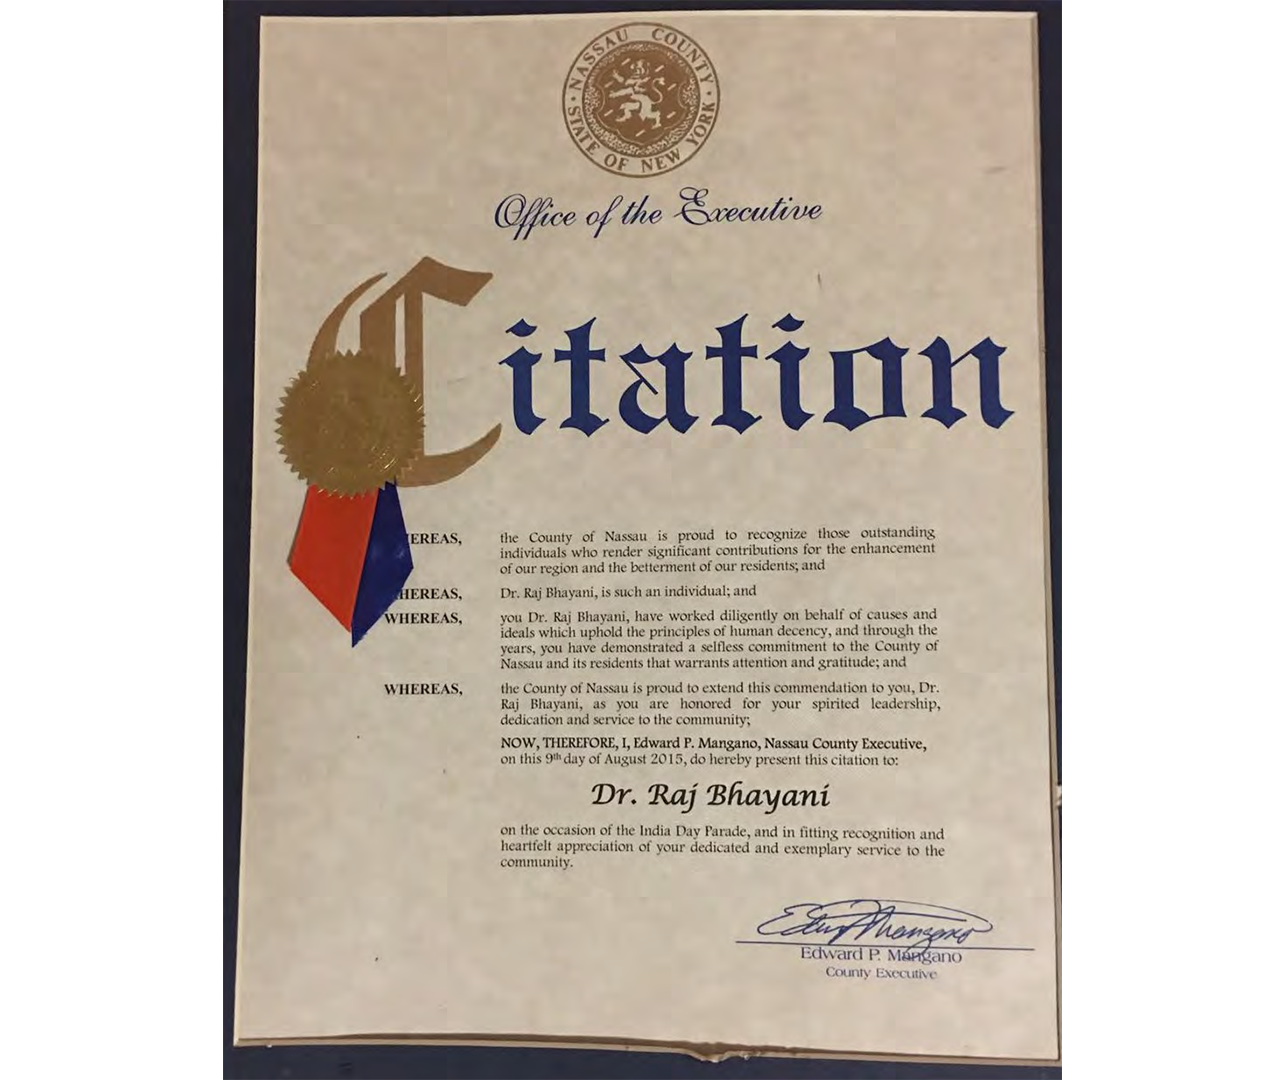 NASSAU COUNTY
STATE OF NEW YORK
Office of the Executive
Citation
WHEREAS, the County of Nassau is proud to recognize those outstanding
individuals who render significant contributions for the enhancement
of our region and the betterment of our residents; and
WHEREAS, Dr. Raj Bhayani, is such an individual; and
WHEREAS, you Dr. Raj Bhayani, have worked diligently on behalf of causes and
ideals which uphold the principles of human decency, and through the
years, you have demonstrated a selfless commitment to the County of
Nassau and its residents that warrants attention and gratitude; and
WHEREAS, the County of Nassau is proud to extend this commendation to you, Dr.
Raj Bhayani, as you are honored for your spirited leadership,
dedication and service to the community;
NOW, THEREFORE, I, Edward P. Mangano, Nassau County Executive,
on this 9th day of August 2015, do hereby present this citation to:
Dr. Raj Bhayani
on the occasion of the India Day Parade, and in fitting recognition and
heartfelt appreciation of your dedicated and exemplary service to the
community.
Edward P. Mangano
County Executive